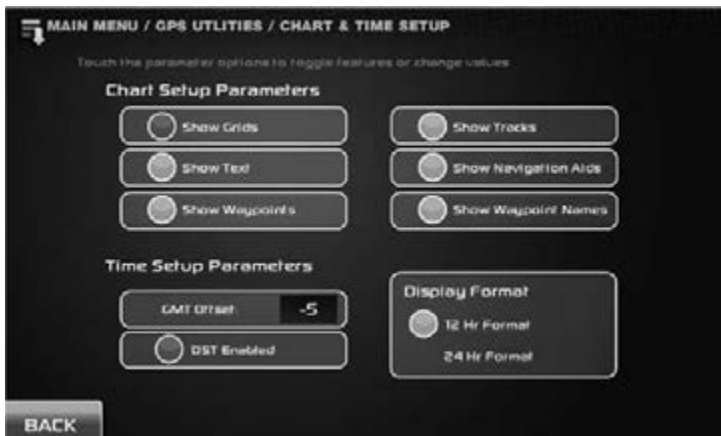 MAIN MENU / GPS UTLITIES / CHART & TIME SETUP
Touch the parameter options to toggle features or change values
Chart Setup Parameters
Show Grids
Show Tracks
Show Text
Show Navigation Aids
Show Waypoints
Show Waypoint Names
Time Setup Parameters
GMT Offset -5
DST Enabled
Display Format
12 Hr Format
24 Hr Format
BACK